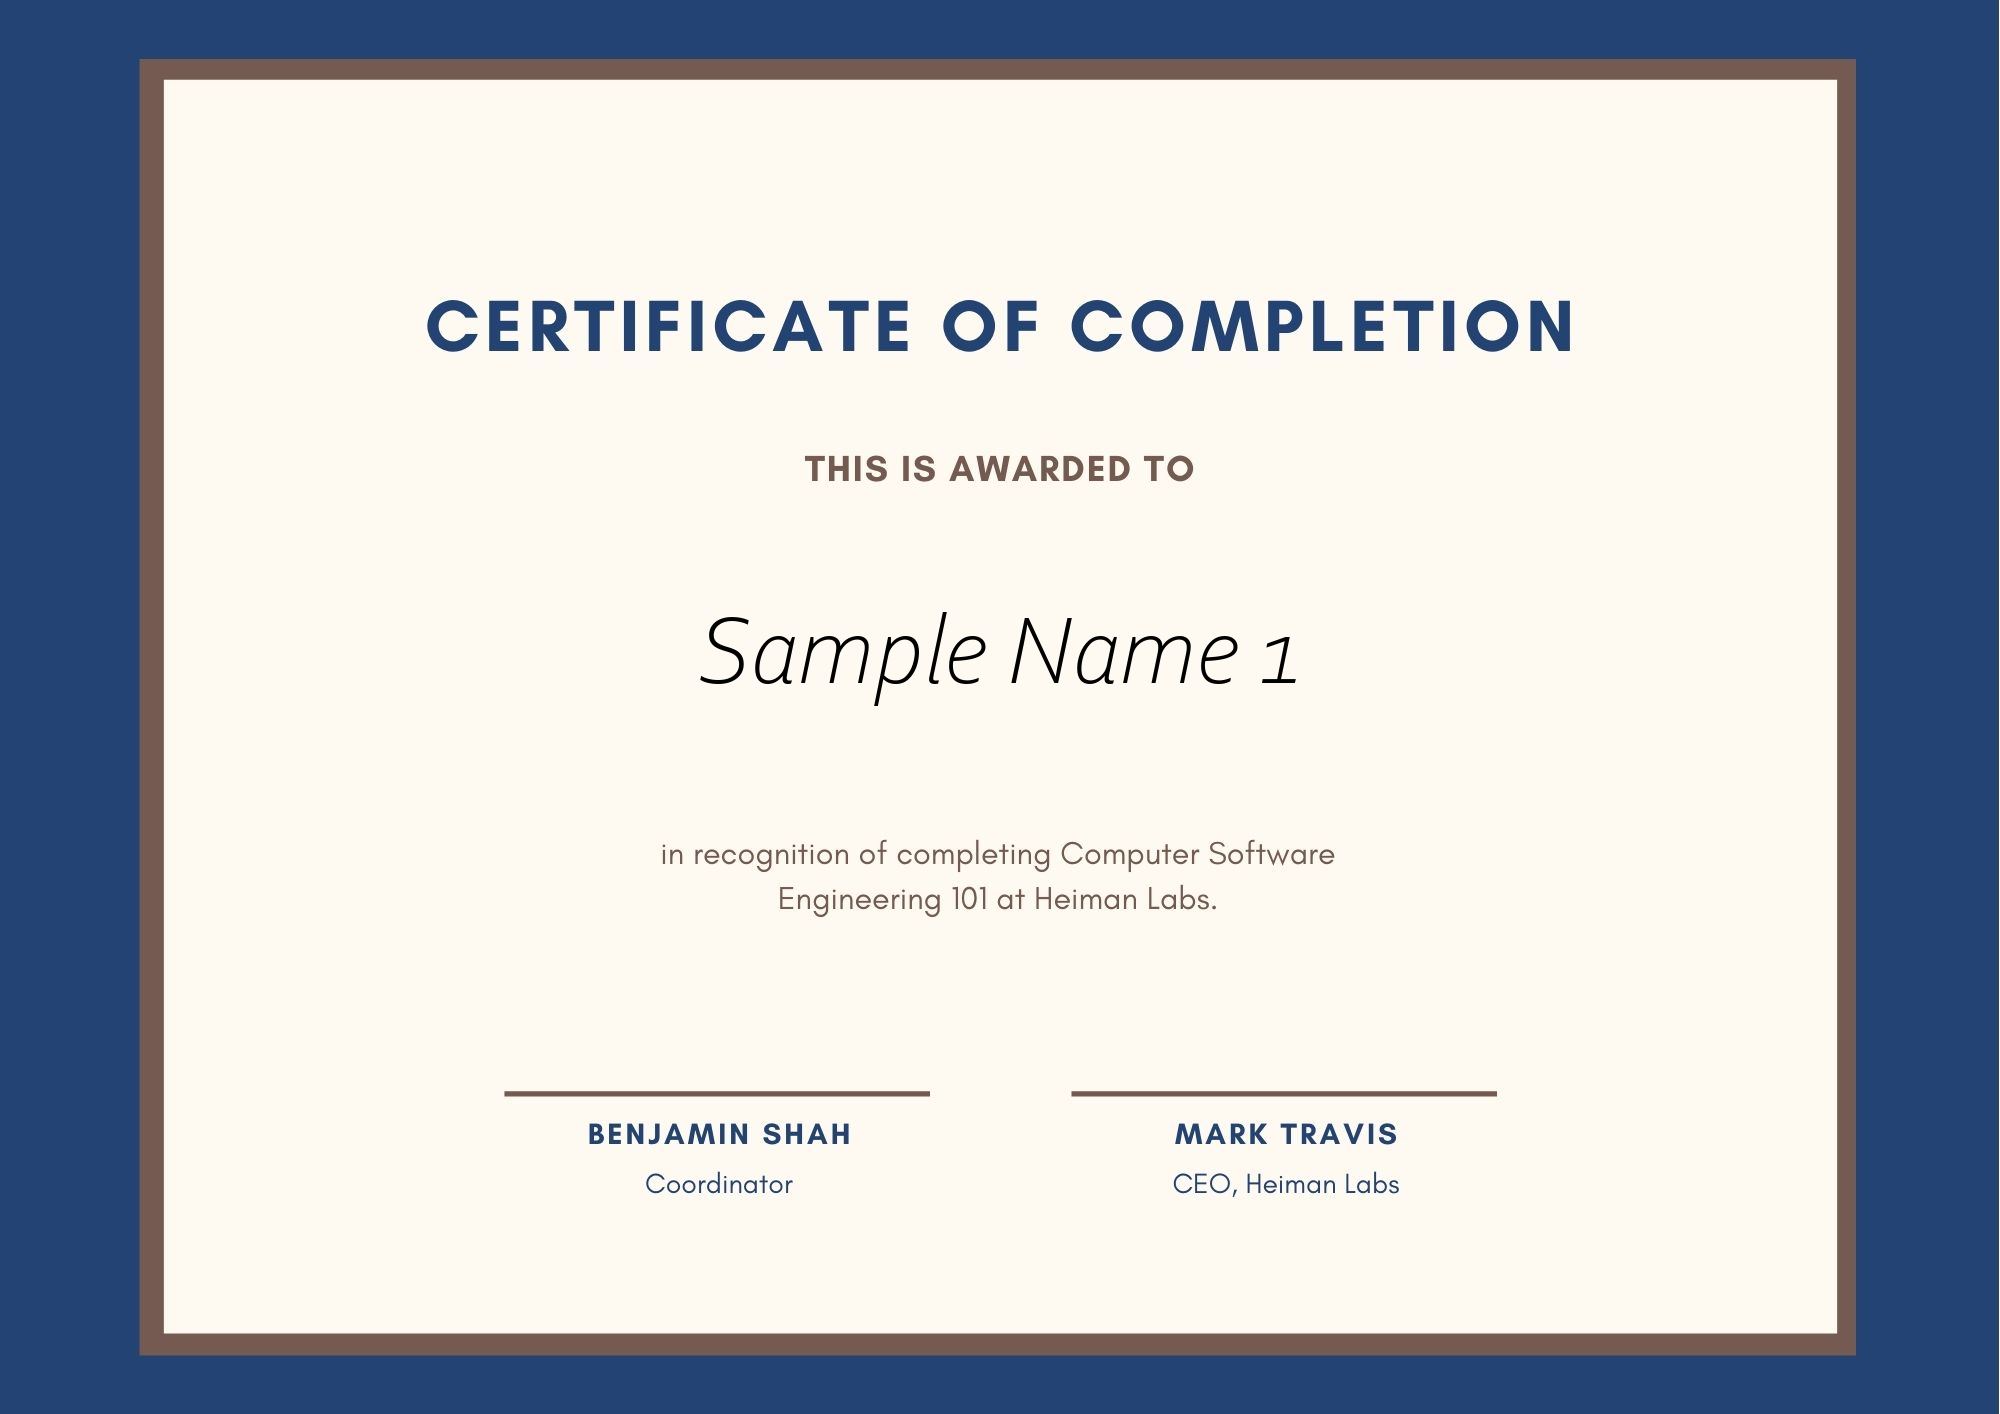 CERTIFICATE OF COMPLETION
THIS IS AWARDED TO
Sample Name 1
in recognition of completing Computer Software
Engineering 101 at Heiman Labs.
BENJAMIN SHAH
Coordinator
MARK TRAVIS
CEO, Heiman Labs